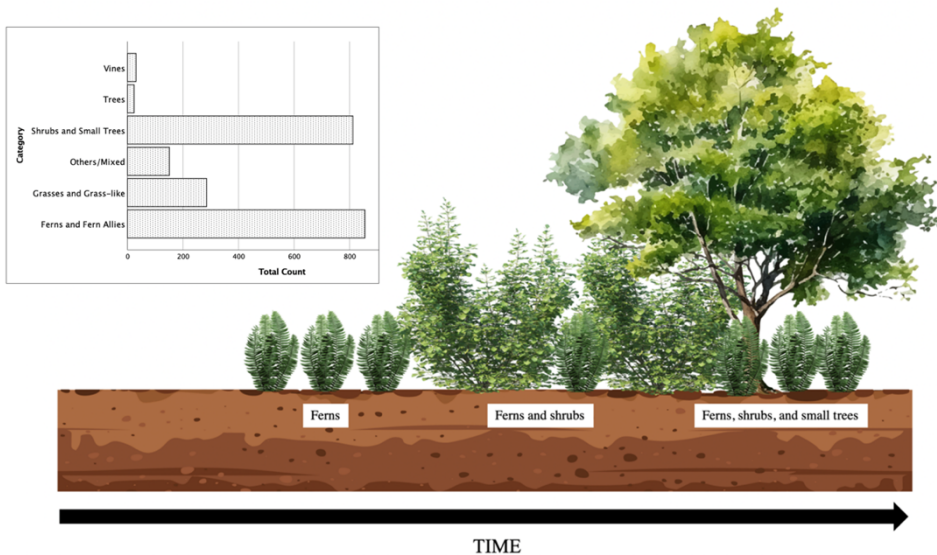 Category
Vines
Trees
Shrubs and Small Trees
Others/Mixed
Grasses and Grass-like
Ferns and Fern Allies
0 200 400 600 800
Total Count
Ferns
Ferns and shrubs
Ferns, shrubs, and small trees
TIME